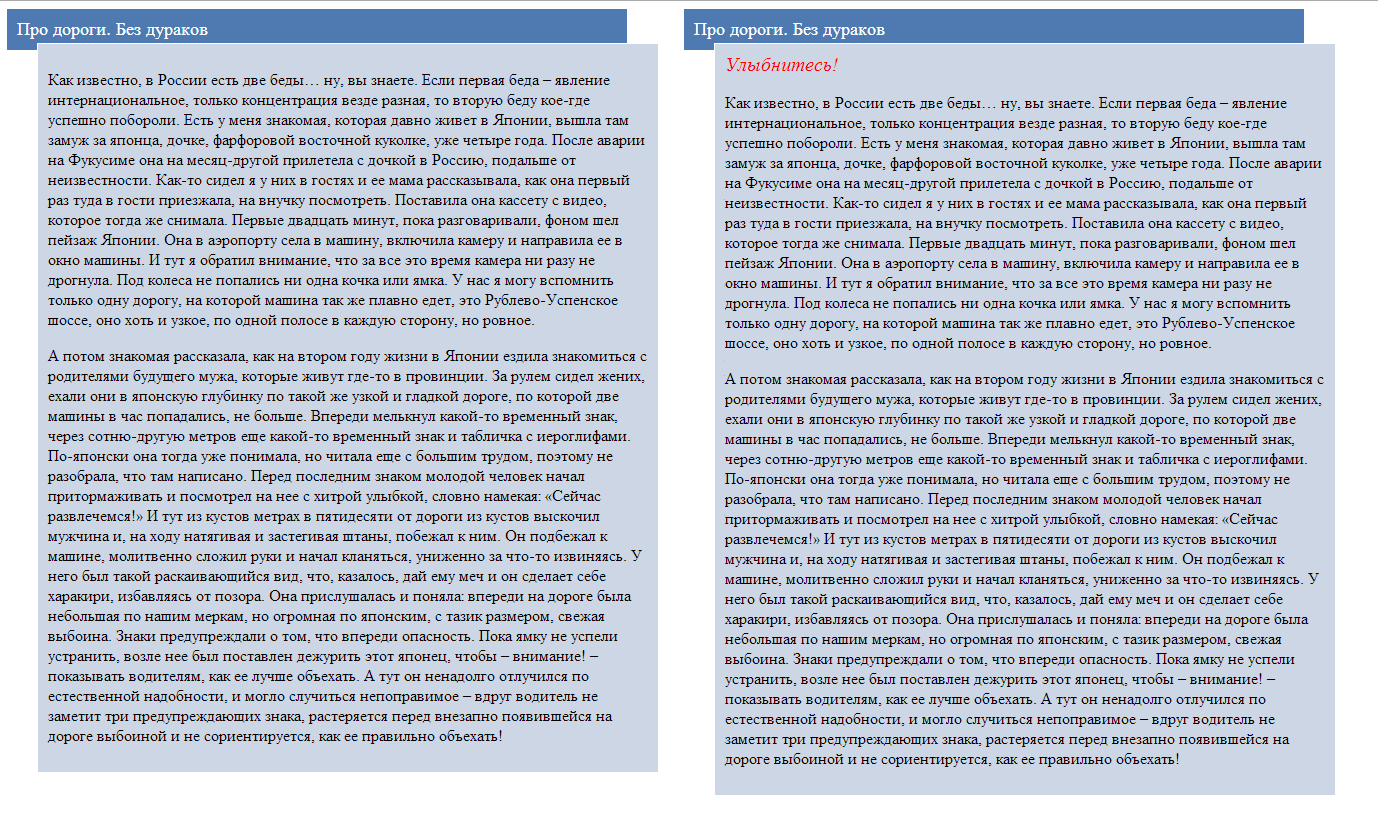 Про дороги. Без дураков
Как известно, в России есть две беды… ну, вы знаете. Если первая беда – явление
интернациональное, только концентрация везде разная, то вторую беду кое-где
успешно побороли. Есть у меня знакомая, которая давно живет в Японии, вышла там
замуж за японца, дочке, фарфоровой восточной куколке, уже четыре года. После аварии
на Фукусиме она на месяц-другой прилетела с дочкой в Россию, подальше от
неизвестности. Как-то сидел я у них в гостях и ее мама рассказывала, как она первый
раз туда в гости приезжала, на внучку посмотреть. Поставила она кассету с видео,
которое тогда же снимала. Первые двадцать минут, пока разговаривали, фоном шел
пейзаж Японии. Она в аэропорту села в машину, включила камеру и направила ее в
окно машины. И тут я обратил внимание, что за все это время камера ни разу не
дрогнула. Под колеса не попались ни одна кочка или ямка. У нас я могу вспомнить
только одну дорогу, на которой машина так же плавно едет, это Рублево-Успенское
шоссе, оно хоть и узкое, по одной полосе в каждую сторону, но ровное.
А потом знакомая рассказала, как на втором году жизни в Японии ездила знакомиться с
родителями будущего мужа, которые живут где-то в провинции. За рулем сидел жених,
ехали они в японскую глубинку по такой же узкой и гладкой дороге, по которой две
машины в час попадались, не больше. Впереди мелькнул какой-то временный знак,
через сотню-другую метров еще какой-то временный знак и табличка с иероглифами.
По-японски она тогда уже понимала, но читала еще с большим трудом, поэтому не
разобрала, что там написано. Перед последним знаком молодой человек начал
притормаживать и посмотрел на нее с хитрой улыбкой, словно намекая: «Сейчас
развлечемся!» И тут из кустов метрах в пятидесяти от дороги из кустов выскочил
мужчина и, на ходу натягивая и застегивая штаны, побежал к ним. Он подбежал к
машине, молитвенно сложил руки и начал кланяться, униженно за что-то извиняясь. У
него был такой раскаивающийся вид, что, казалось, дай ему меч и он сделает себе
харакири, избавляясь от позора. Она прислушалась и поняла: впереди на дороге была
небольшая по нашим меркам, но огромная по японским, с тазик размером, свежая
выбоина. Знаки предупреждали о том, что впереди опасность. Пока ямку не успели
устранить, возле нее был поставлен дежурить этот японец, чтобы – внимание! –
показывать водителям, как ее лучше объехать. А тут он ненадолго отлучился по
естественной надобности, и могло случиться непоправимое – вдруг водитель не
заметит три предупреждающих знака, растеряется перед внезапно появившейся на
дороге выбоиной и не сориентируется, как ее правильно объехать!
Про дороги. Без дураков
Улыбнитесь!
Как известно, в России есть две беды… ну, вы знаете. Если первая беда – явление
интернациональное, только концентрация везде разная, то вторую беду кое-где
успешно побороли. Есть у меня знакомая, которая давно живет в Японии, вышла там
замуж за японца, дочке, фарфоровой восточной куколке, уже четыре года. После аварии
на Фукусиме она на месяц-другой прилетела с дочкой в Россию, подальше от
неизвестности. Как-то сидел я у них в гостях и ее мама рассказывала, как она первый
раз туда в гости приезжала, на внучку посмотреть. Поставила она кассету с видео,
которое тогда же снимала. Первые двадцать минут, пока разговаривали, фоном шел
пейзаж Японии. Она в аэропорту села в машину, включила камеру и направила ее в
окно машины. И тут я обратил внимание, что за все это время камера ни разу не
дрогнула. Под колеса не попались ни одна кочка или ямка. У нас я могу вспомнить
только одну дорогу, на которой машина так же плавно едет, это Рублево-Успенское
шоссе, оно хоть и узкое, по одной полосе в каждую сторону, но ровное.
А потом знакомая рассказала, как на втором году жизни в Японии ездила знакомиться с
родителями будущего мужа, которые живут где-то в провинции. За рулем сидел жених,
ехали они в японскую глубинку по такой же узкой и гладкой дороге, по которой две
машины в час попадались, не больше. Впереди мелькнул какой-то временный знак,
через сотню-другую метров еще какой-то временный знак и табличка с иероглифами.
По-японски она тогда уже понимала, но читала еще с большим трудом, поэтому не
разобрала, что там написано. Перед последним знаком молодой человек начал
притормаживать и посмотрел на нее с хитрой улыбкой, словно намекая: «Сейчас
развлечемся!» И тут из кустов метрах в пятидесяти от дороги из кустов выскочил
мужчина и, на ходу натягивая и застегивая штаны, побежал к ним. Он подбежал к
машине, молитвенно сложил руки и начал кланяться, униженно за что-то извиняясь. У
него был такой раскаивающийся вид, что, казалось, дай ему меч и он сделает себе
харакири, избавляясь от позора. Она прислушалась и поняла: впереди на дороге была
небольшая по нашим меркам, но огромная по японским, с тазик размером, свежая
выбоина. Знаки предупреждали о том, что впереди опасность. Пока ямку не успели
устранить, возле нее был поставлен дежурить этот японец, чтобы – внимание! –
показывать водителям, как ее лучше объехать. А тут он ненадолго отлучился по
естественной надобности, и могло случиться непоправимое – вдруг водитель не
заметит три предупреждающих знака, растеряется перед внезапно появившейся на
дороге выбоиной и не сориентируется, как ее правильно объехать!